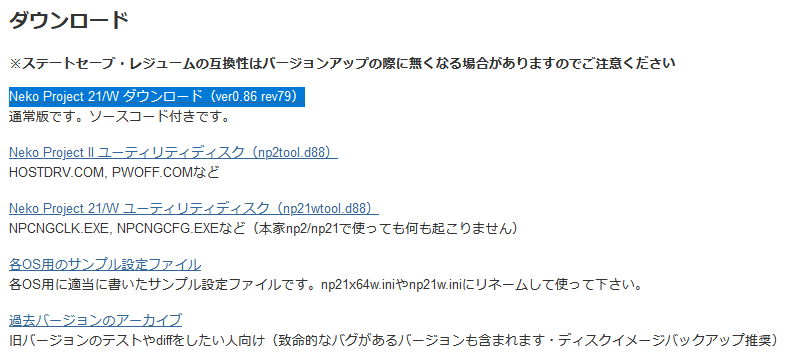 ダウンロード
※ステートセーブ・レジュームの互換性はバージョンアップの際に無くなる場合がありますのでご注意ください
Neko Project 21/W ダウンロード（ver0.86 rev79）
通常版です。ソースコード付きです。
Neko Project II ユーティリティディスク（np2tool.d88）
HOSTDRV.COM, PWOFF.COMなど
Neko Project 21/W ユーティリティディスク（np21wtool.d88）
NPCNGCLK.EXE, NPCNGCFG.EXEなど（本家np2/np21で使っても何も起こりません）
各OS用のサンプル設定ファイル
各OS用に適当に書いたサンプル設定ファイルです。np21x64w.iniやnp21w.iniにリネームして使って下さい。
過去バージョンのアーカイブ
旧バージョンのテストやdiffをしたい人向け（致命的なバグがあるバージョンも含まれます・ディスクイメージバックアップ推奨）